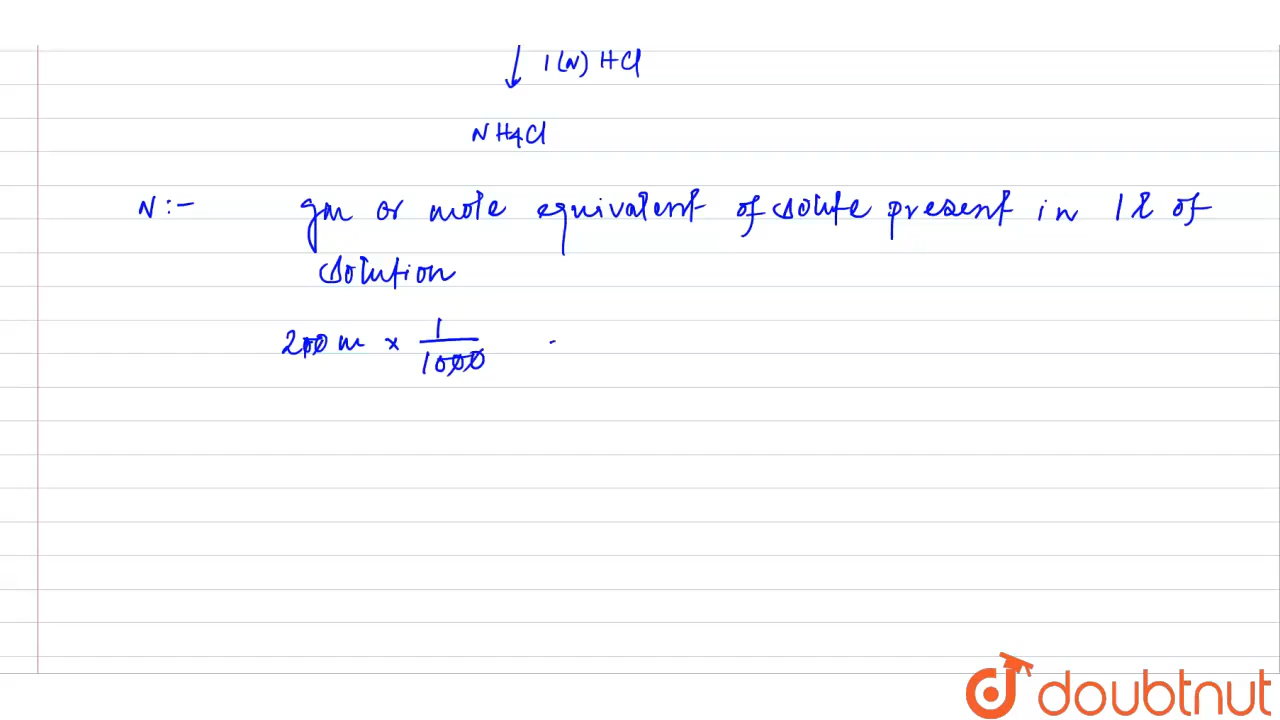 ↓ 1(N) HCl
NH4Cl
N :- gm or mole equivalent of solute present in 1l of
solution
200 m × 1/1000
doubtnut